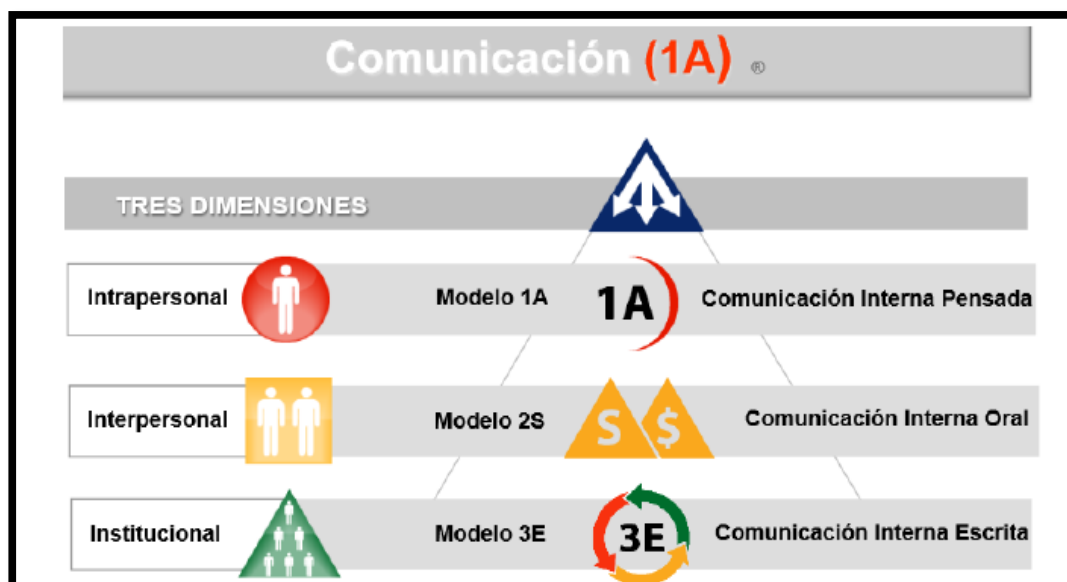 Comunicación (1A) ®
TRES DIMENSIONES
Intrapersonal Modelo 1A 1A Comunicación Interna Pensada
Interpersonal Modelo 2S S $ Comunicación Interna Oral
Institucional Modelo 3E 3E Comunicación Interna Escrita